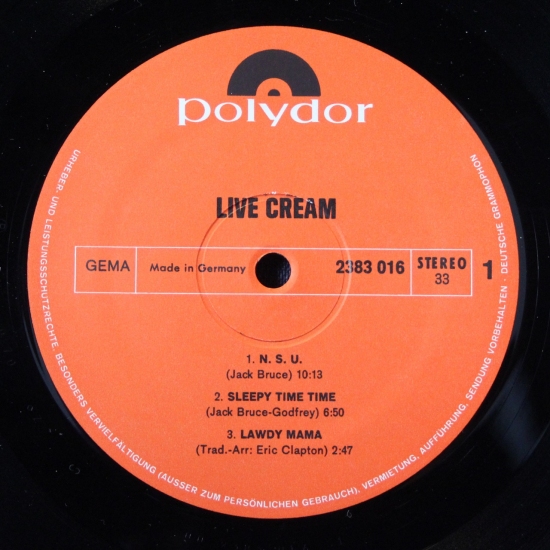 polydor
LIVE CREAM
GEMA
Made in Germany
2383 016
STEREO
33
1
1. N. S. U.
(Jack Bruce) 10:13
2. SLEEPY TIME TIME
(Jack Bruce-Godfrey) 6:50
3. LAWDY MAMA
(Trad.-Arr: Eric Clapton) 2:47
URHEBER- UND LEISTUNGSSCHUTZRECHTE. BESONDERS VERVIELFÄLTIGUNG (AUSSER ZUM PERSÖNLICHEN GEBRAUCH), VERMIETUNG, AUFFÜHRUNG, SENDUNG VORBEHALTEN · DEUTSCHE GRAMMOPHON